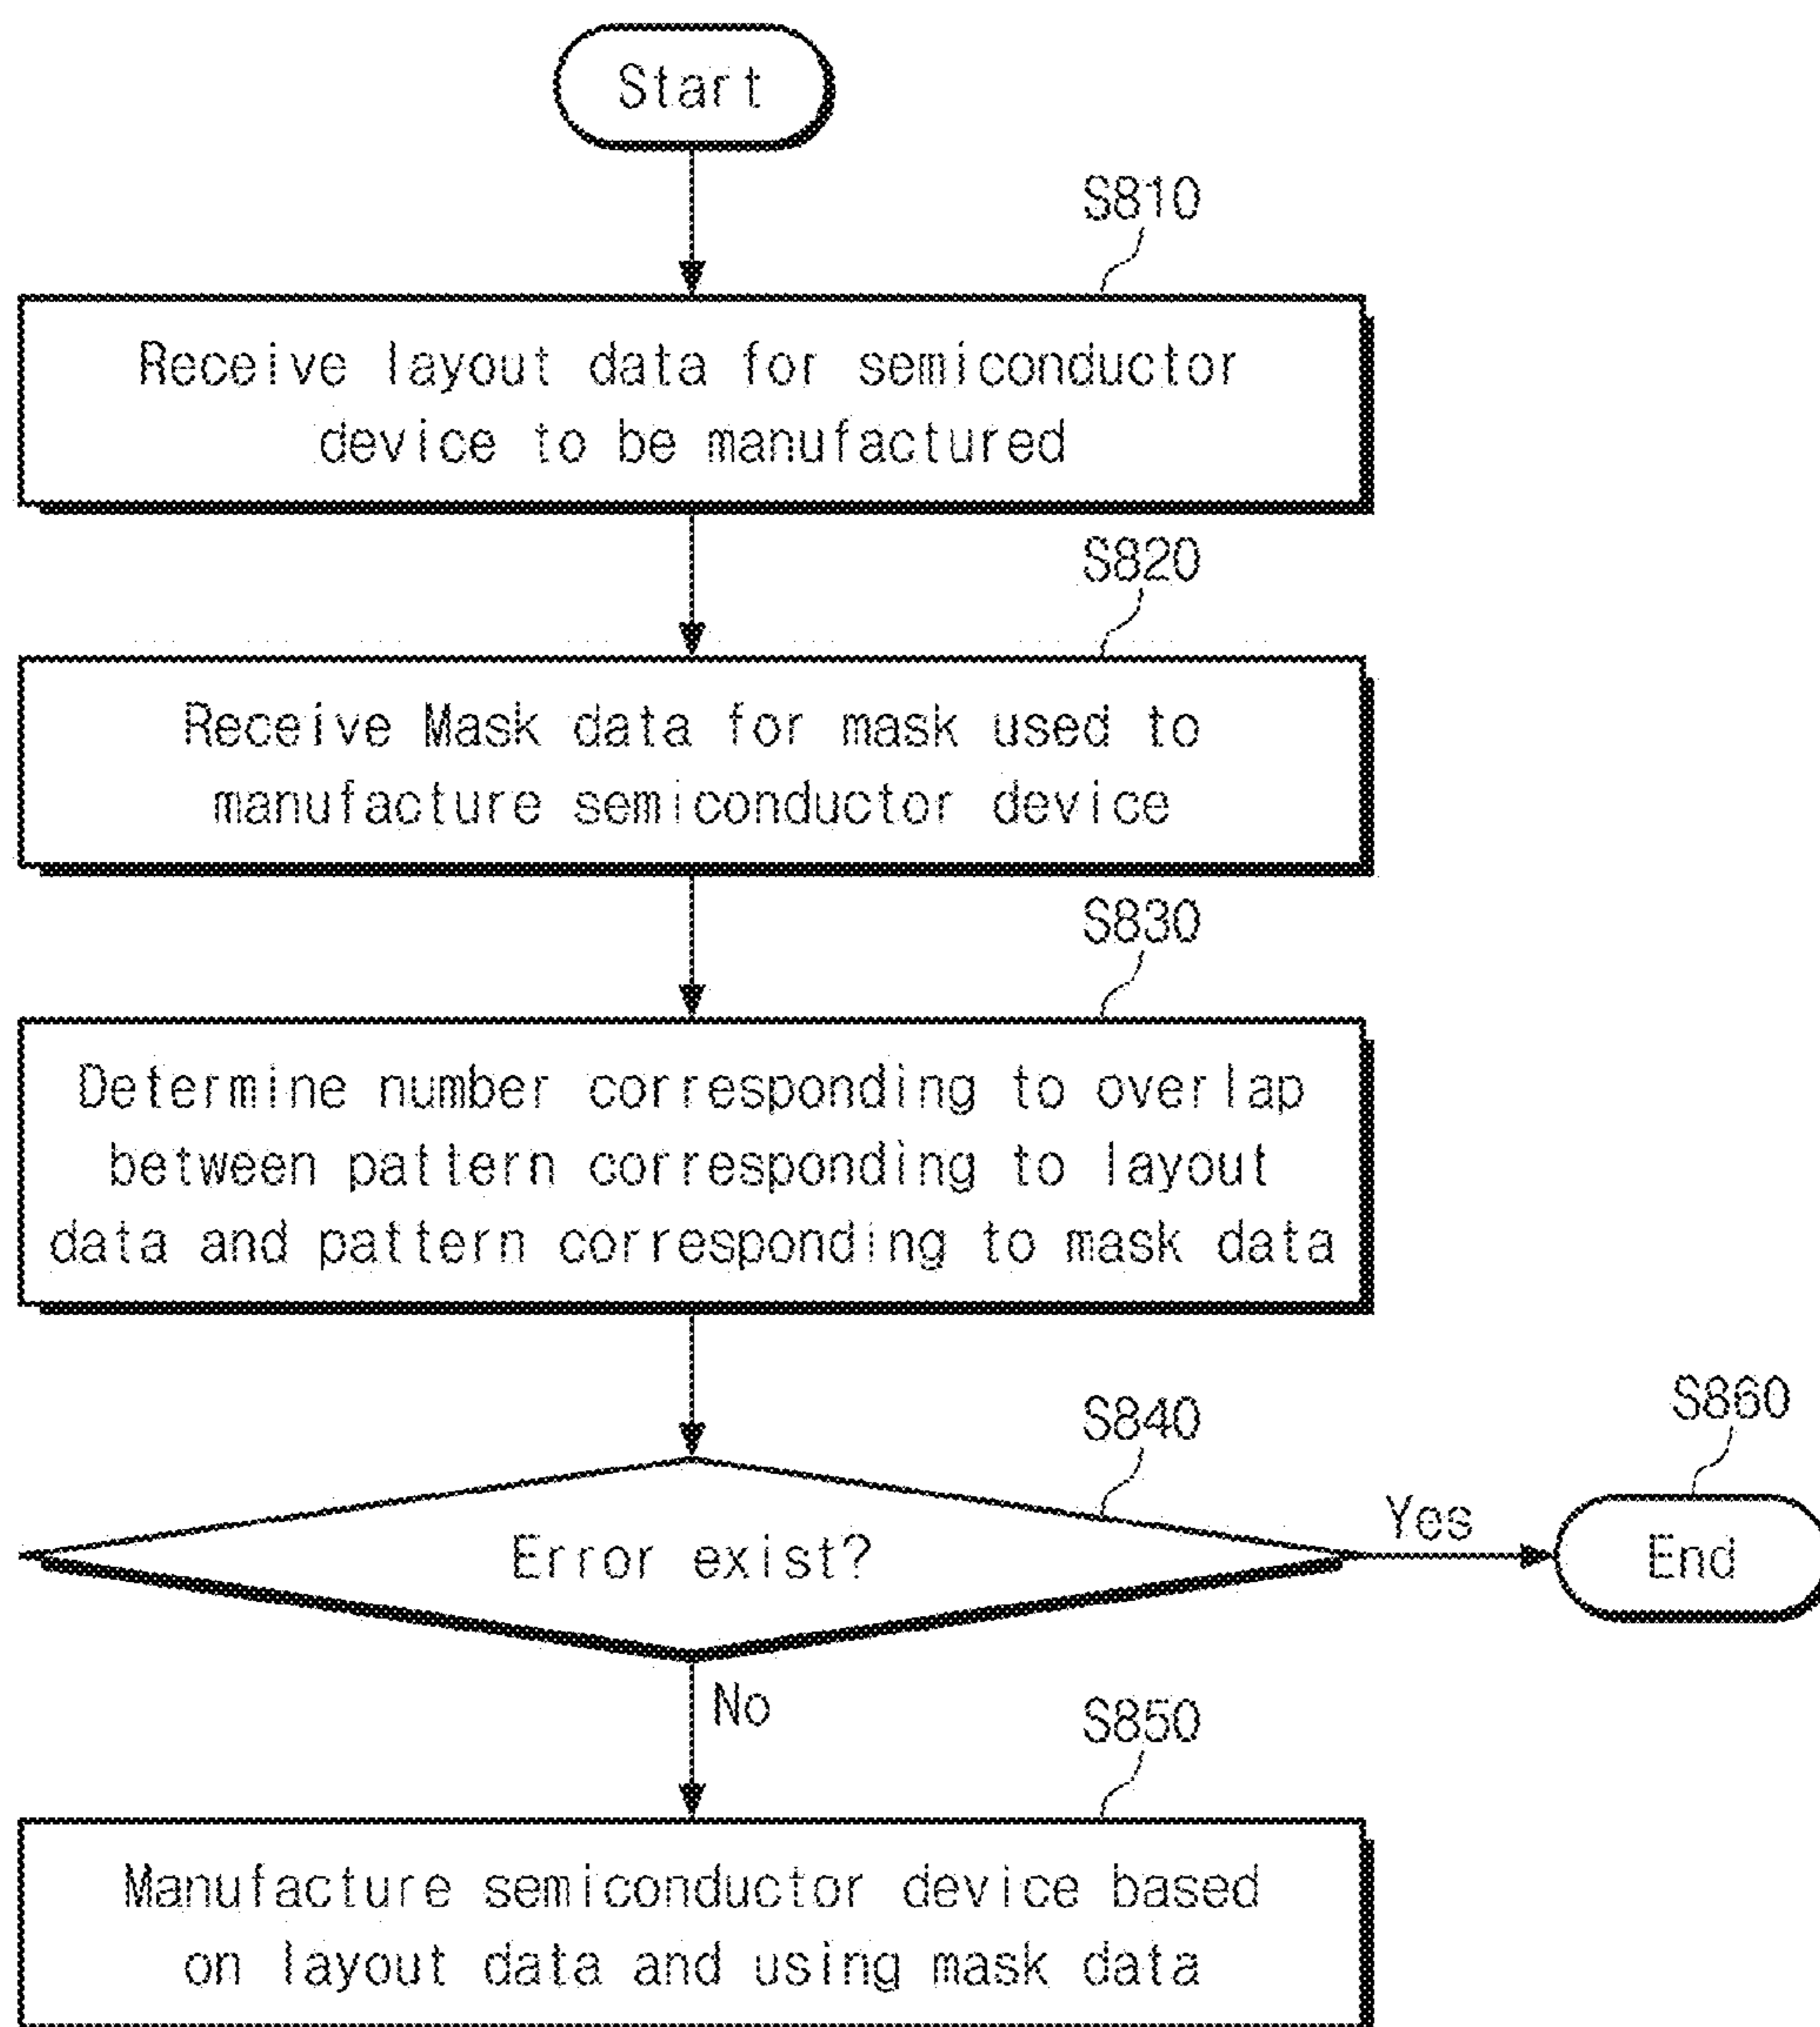 Start
S810
Receive layout data for semiconductor
device to be manufactured
S820
Receive Mask data for mask used to
manufacture semiconductor device
S830
Determine number corresponding to overlap
between pattern corresponding to layout
data and pattern corresponding to mask data
S840
S860
Error exist?
Yes
End
No
S850
Manufacture semiconductor device based
on layout data and using mask data